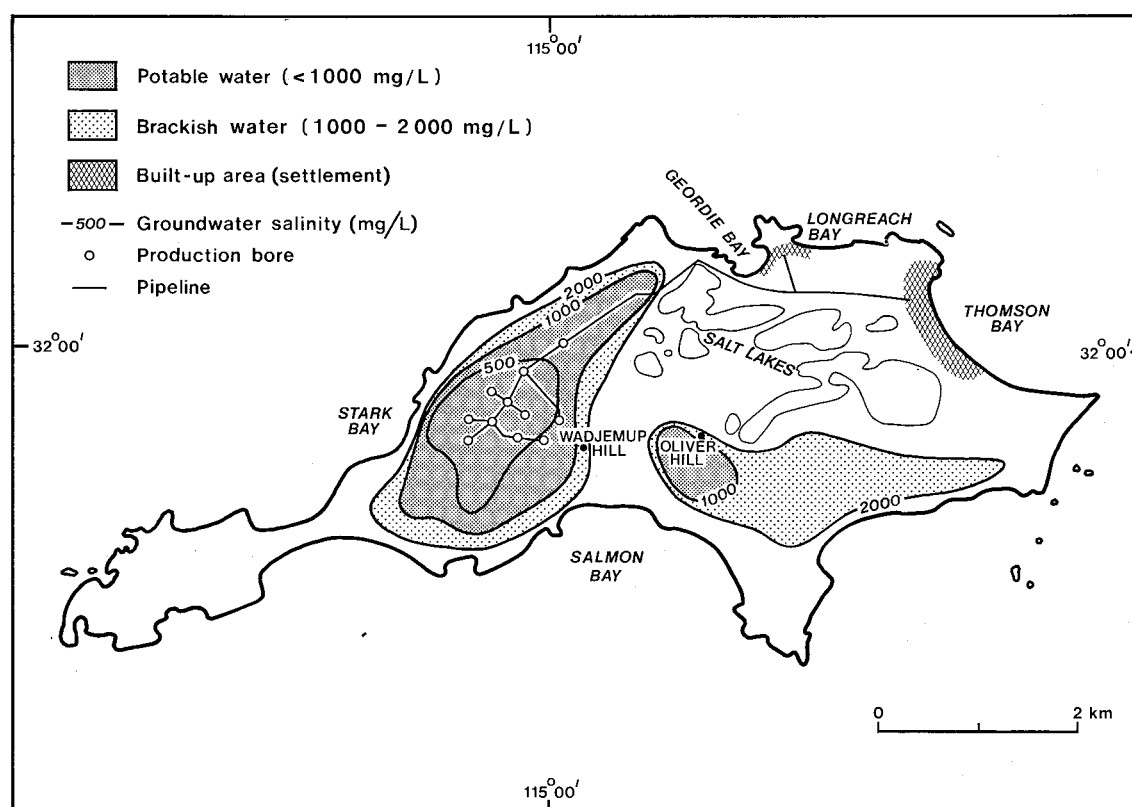 115°00'
Potable water (<1000 mg/L)
Brackish water (1000 – 2000 mg/L)
Built-up area (settlement)
–500– Groundwater salinity (mg/L)
Production bore
Pipeline
GEORDIE BAY
LONGREACH
BAY
THOMSON
BAY
2000
1000
500
32°00'
32°00'
SALT LAKES
STARK
BAY
WADJEMUP
HILL
OLIVER
HILL
1000
2000
SALMON
BAY
0
2 km
115°00'